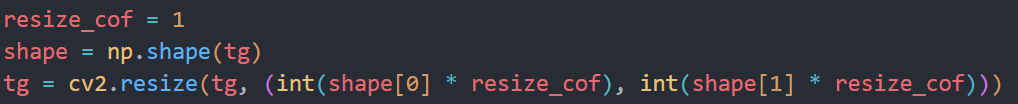 resize_cof = 1
shape = np.shape(tg)
tg = cv2.resize(tg, (int(shape[0] * resize_cof), int(shape[1] * resize_cof)))